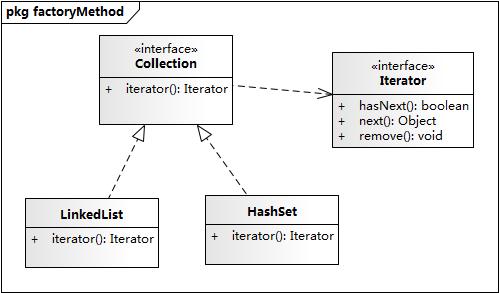 pkg factoryMethod
«interface»
Collection
+ iterator(): Iterator
«interface»
Iterator
+ hasNext(): boolean
+ next(): Object
+ remove(): void
LinkedList
+ iterator(): Iterator
HashSet
+ iterator(): Iterator